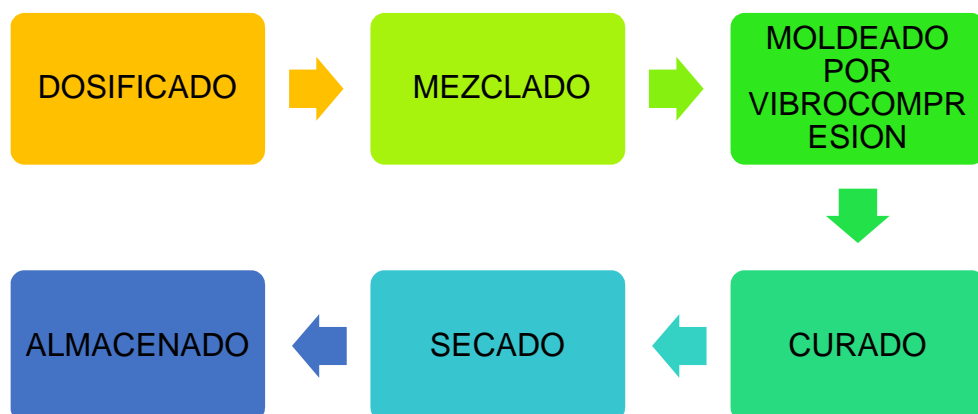 DOSIFICADO
MEZCLADO
MOLDEADO
POR
VIBROCOMPR
ESION
CURADO
SECADO
ALMACENADO